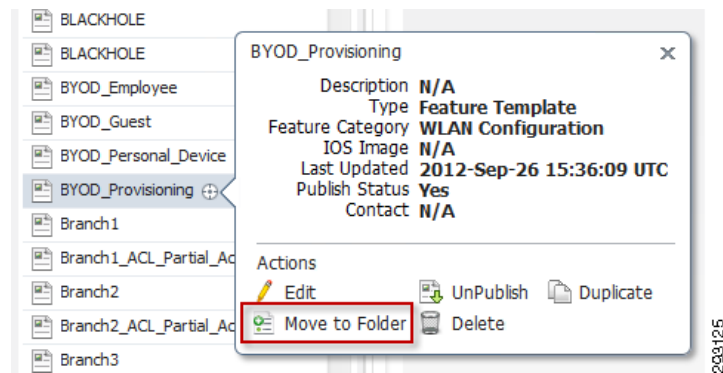 BLACKHOLE
BLACKHOLE
BYOD_Employee
BYOD_Guest
BYOD_Personal_Device
BYOD_Provisioning
Branch1
Branch1_ACL_Partial_Ac
Branch2
Branch2_ACL_Partial_Ac
Branch3
BYOD_Provisioning
Description N/A
Type Feature Template
Feature Category WLAN Configuration
IOS Image N/A
Last Updated 2012-Sep-26 15:36:09 UTC
Publish Status Yes
Contact N/A
Actions
Edit UnPublish Duplicate
Move to Folder Delete
293125